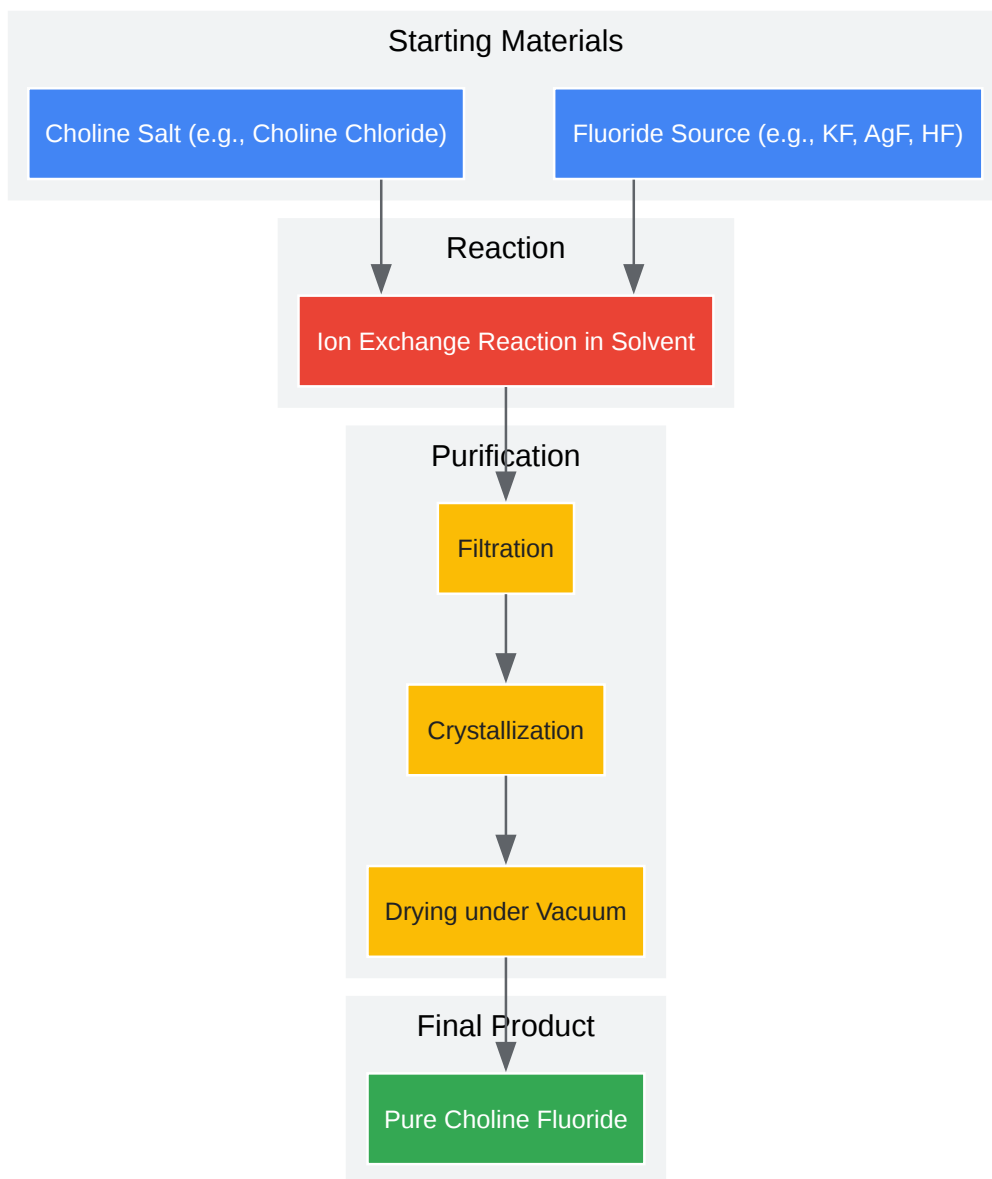 Starting Materials
Choline Salt (e.g., Choline Chloride)
Fluoride Source (e.g., KF, AgF, HF)
Reaction
Ion Exchange Reaction in Solvent
Purification
Filtration
Crystallization
Drying under Vacuum
Final Product
Pure Choline Fluoride